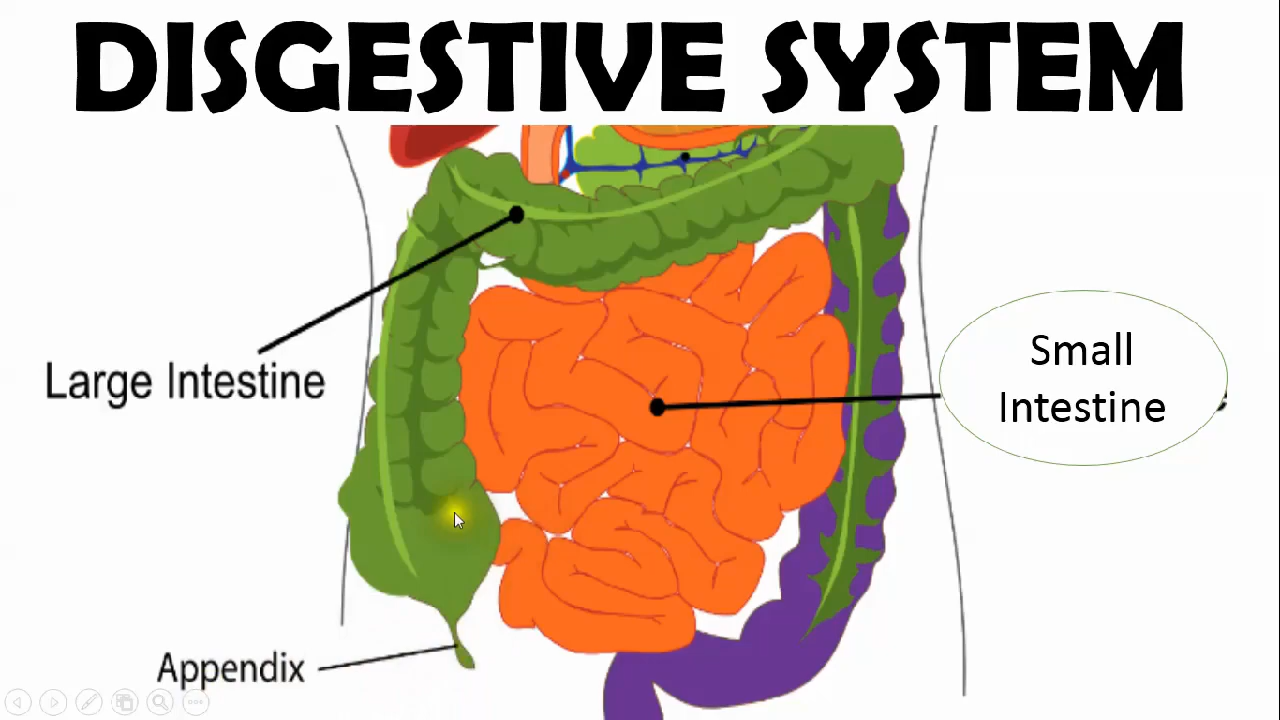 DISGESTIVE SYSTEM
Large Intestine
Small
Intestine
Appendix